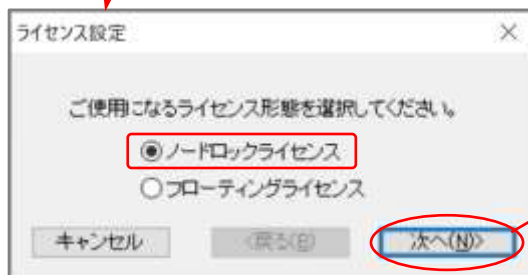 ライセンス設定
ご使用になるライセンス形態を選択してください。
ノードロックライセンス
フローティングライセンス
キャンセル <戻る(B) 次へ(N)>